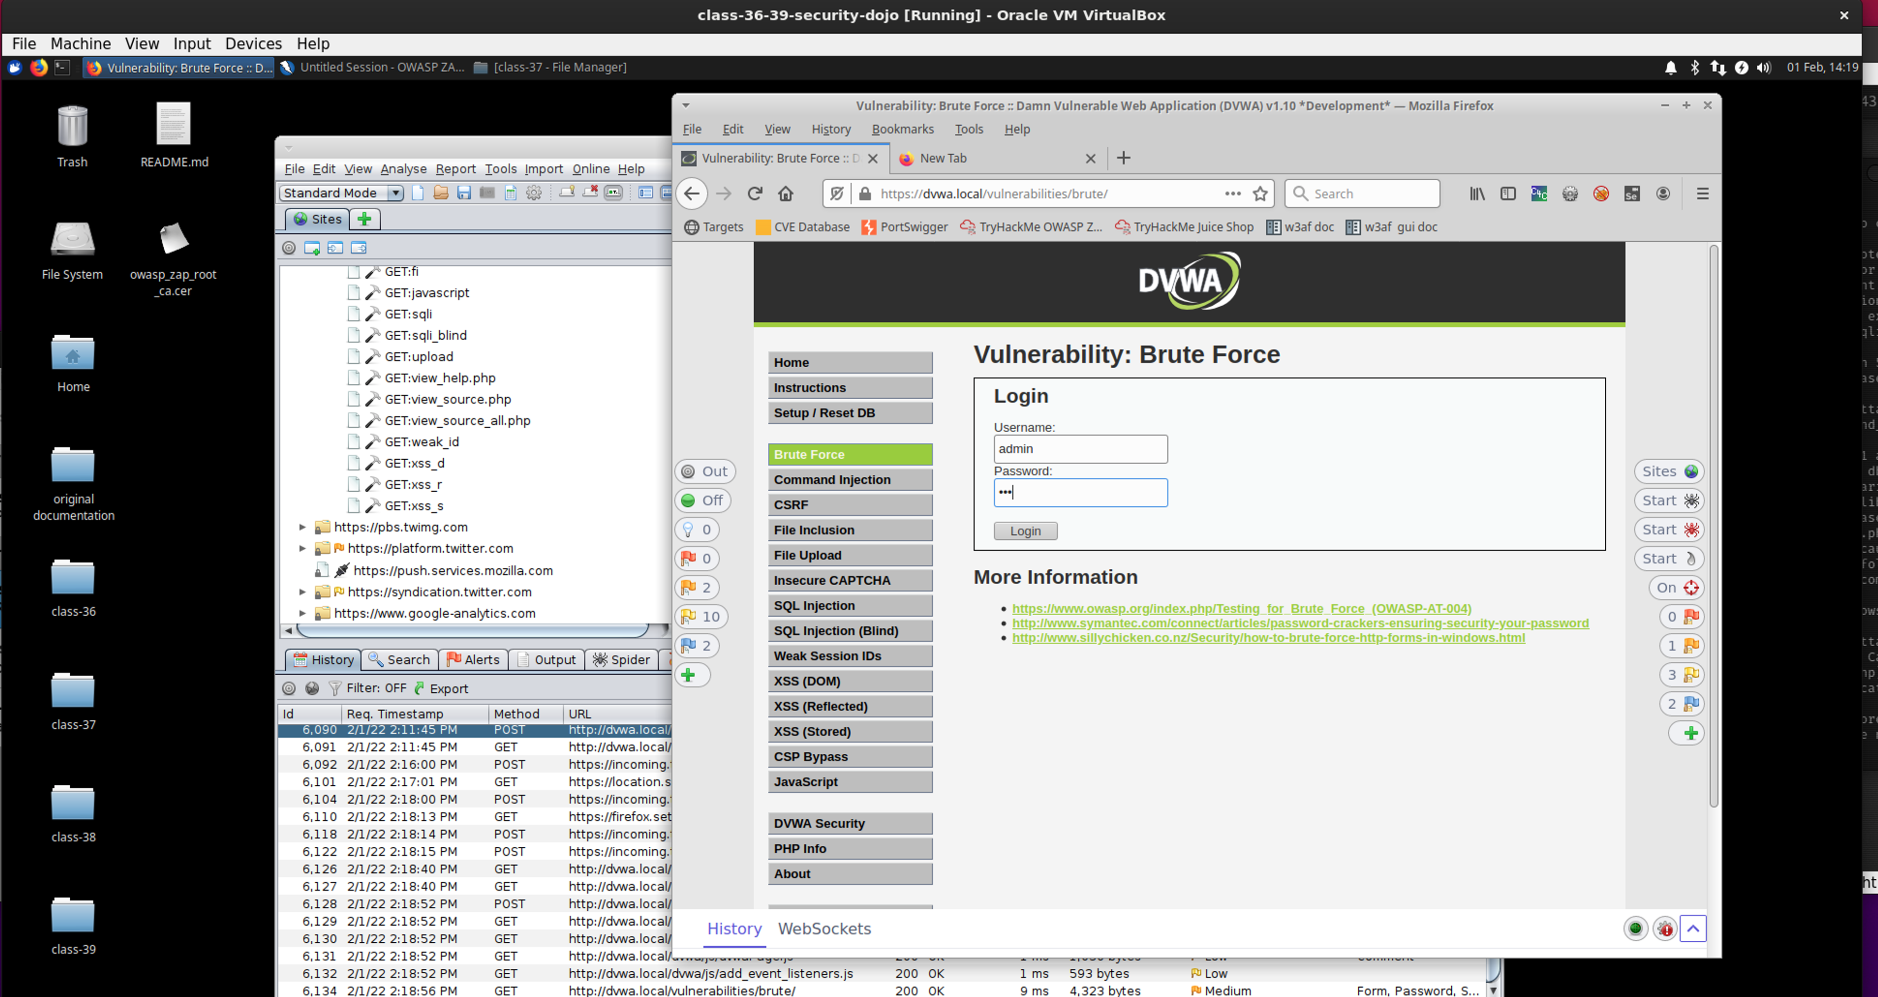 class-36-39-security-dojo [Running] - Oracle VM VirtualBox
File Machine View Input Devices Help
Vulnerability: Brute Force :: D... Untitled Session - OWASP ZA... [class-37 - File Manager] 01 Feb, 14:19
Trash
README.md
File System
owasp_zap_root_ca.cer
Home
original documentation
class-36
class-37
class-38
class-39
File Edit View Analyse Report Tools Import Online Help
Standard Mode
Sites
GET:fi
GET:javascript
GET:sqli
GET:sqli_blind
GET:upload
GET:view_help.php
GET:view_source.php
GET:view_source_all.php
GET:weak_id
GET:xss_d
GET:xss_r
GET:xss_s
https://pbs.twimg.com
https://platform.twitter.com
https://push.services.mozilla.com
https://syndication.twitter.com
https://www.google-analytics.com
History Search Alerts Output Spider
Filter: OFF Export
Id Req. Timestamp Method URL
6,090 2/1/22 2:11:45 PM POST http://dvwa.local/
6,091 2/1/22 2:11:45 PM GET http://dvwa.local/
6,092 2/1/22 2:16:00 PM POST https://incoming.
6,101 2/1/22 2:17:01 PM GET https://location.s
6,104 2/1/22 2:18:00 PM POST https://incoming.
6,110 2/1/22 2:18:13 PM GET https://firefox.set
6,118 2/1/22 2:18:14 PM POST https://incoming.
6,122 2/1/22 2:18:15 PM POST https://incoming.
6,126 2/1/22 2:18:40 PM GET http://dvwa.local/
6,127 2/1/22 2:18:40 PM GET http://dvwa.local/
6,128 2/1/22 2:18:52 PM POST http://dvwa.local/
6,129 2/1/22 2:18:52 PM GET http://dvwa.local/
6,130 2/1/22 2:18:52 PM GET http://dvwa.local/
6,131 2/1/22 2:18:52 PM GET
6,132 2/1/22 2:18:52 PM GET http://dvwa.local/dvwa/js/add_event_listeners.js 200 OK 1 ms 593 bytes Low
6,134 2/1/22 2:18:56 PM GET http://dvwa.local/vulnerabilities/brute/ 200 OK 9 ms 4,323 bytes Medium Form, Password, S...
Vulnerability: Brute Force :: Damn Vulnerable Web Application (DVWA) v1.10 *Development* — Mozilla Firefox
File Edit View History Bookmarks Tools Help
Vulnerability: Brute Force :: D New Tab
https://dvwa.local/vulnerabilities/brute/ Search
Targets CVE Database PortSwigger TryHackMe OWASP Z... TryHackMe Juice Shop w3af doc w3af gui doc
DVWA
Home
Instructions
Setup / Reset DB
Brute Force
Command Injection
CSRF
File Inclusion
File Upload
Insecure CAPTCHA
SQL Injection
SQL Injection (Blind)
Weak Session IDs
XSS (DOM)
XSS (Reflected)
XSS (Stored)
CSP Bypass
JavaScript
DVWA Security
PHP Info
About
Vulnerability: Brute Force
Login
Username:
admin
Password:
•••
Login
More Information
https://www.owasp.org/index.php/Testing_for_Brute_Force_(OWASP-AT-004)
http://www.symantec.com/connect/articles/password-crackers-ensuring-security-your-password
http://www.sillychicken.co.nz/Security/how-to-brute-force-http-forms-in-windows.html
Out
Off
0
0
2
10
2
Sites
Start
Start
Start
On
0
1
3
2
History WebSockets